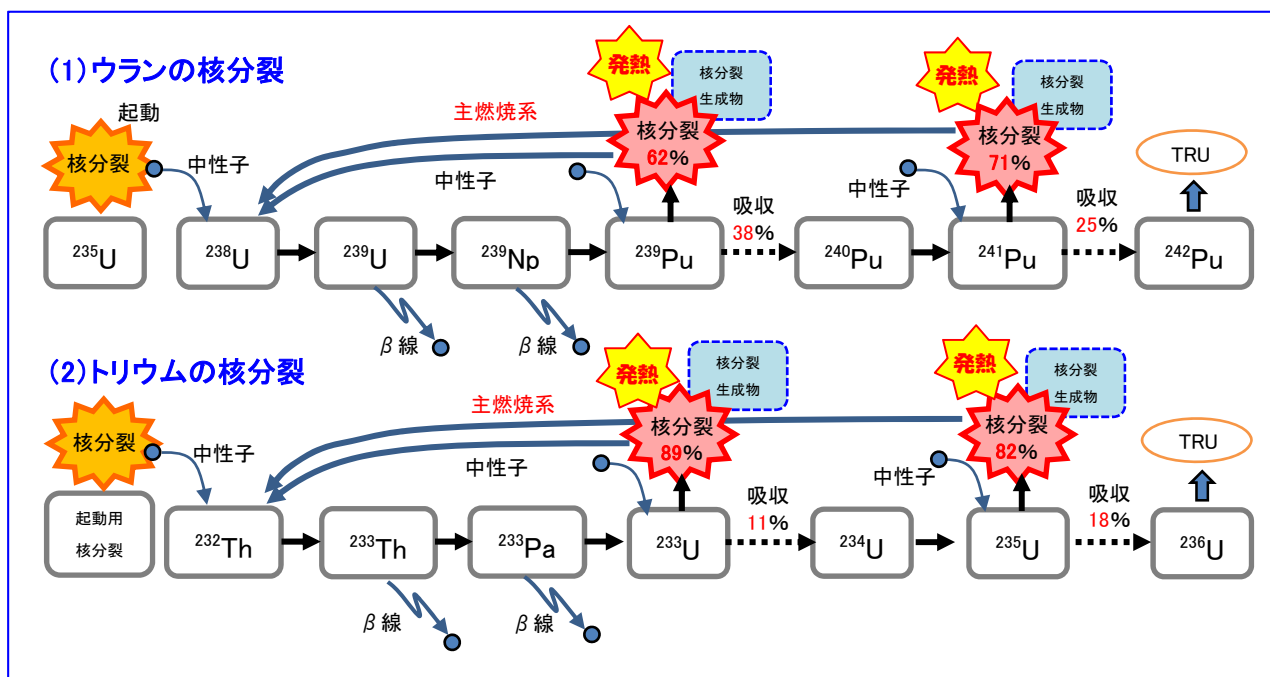 (1)ウランの核分裂
起動
核分裂
中性子
主燃焼系
中性子
発熱
核分裂
生成物
核分裂
62%
中性子
発熱
核分裂
生成物
核分裂
71%
TRU
吸収
38%
吸収
25%
²³⁵U
²³⁸U
²³⁹U
²³⁹Np
²³⁹Pu
²⁴⁰Pu
²⁴¹Pu
²⁴²Pu
β線
β線
(2)トリウムの核分裂
核分裂
中性子
主燃焼系
中性子
発熱
核分裂
生成物
核分裂
89%
中性子
発熱
核分裂
生成物
核分裂
82%
TRU
吸収
11%
吸収
18%
起動用
核分裂
²³²Th
²³³Th
²³³Pa
²³³U
²³⁴U
²³⁵U
²³⁶U
β線
β線